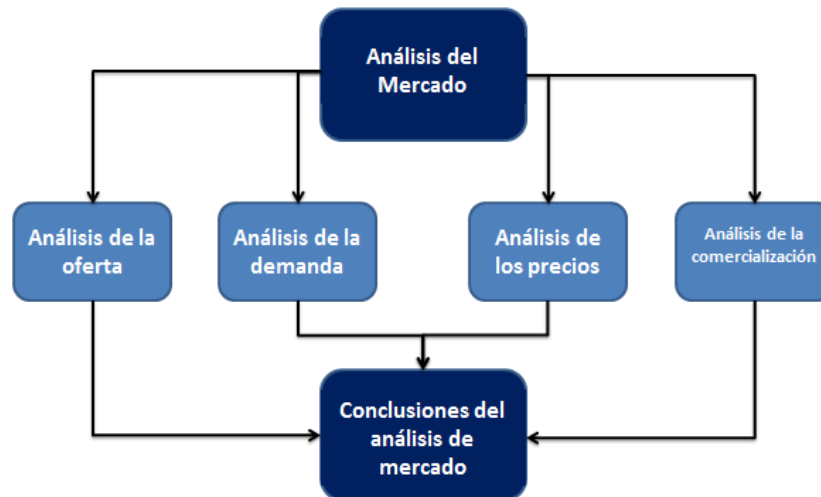 Análisis del
Mercado
Análisis de la
oferta
Análisis de la
demanda
Análisis de
los precios
Análisis de la
comercialización
Conclusiones del
análisis de
mercado